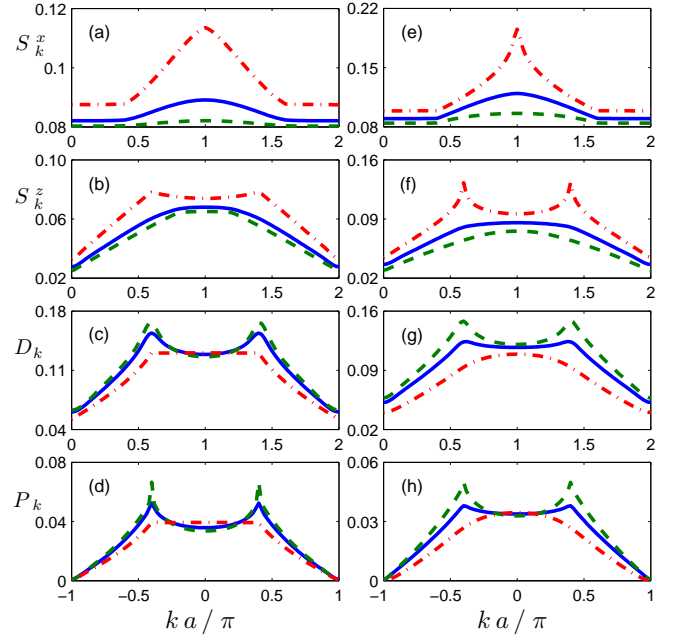 0.12
(a)
S k x
0.1
0.08
0 0.5 1 1.5 2
0.22
(e)
0.15
0.08
0 0.5 1 1.5 2
0.10
(b)
S k z
0.06
0.02
0 0.5 1 1.5 2
0.16
(f)
0.09
0.02
0 0.5 1 1.5 2
0.18
(c)
D k
0.11
0.04
0 0.5 1 1.5 2
0.16
(g)
0.09
0.02
0 0.5 1 1.5 2
0.08
(d)
P k
0.04
0
−1 −0.5 0 0.5 1
k a / π
0.06
(h)
0.03
0
−1 −0.5 0 0.5 1
k a / π